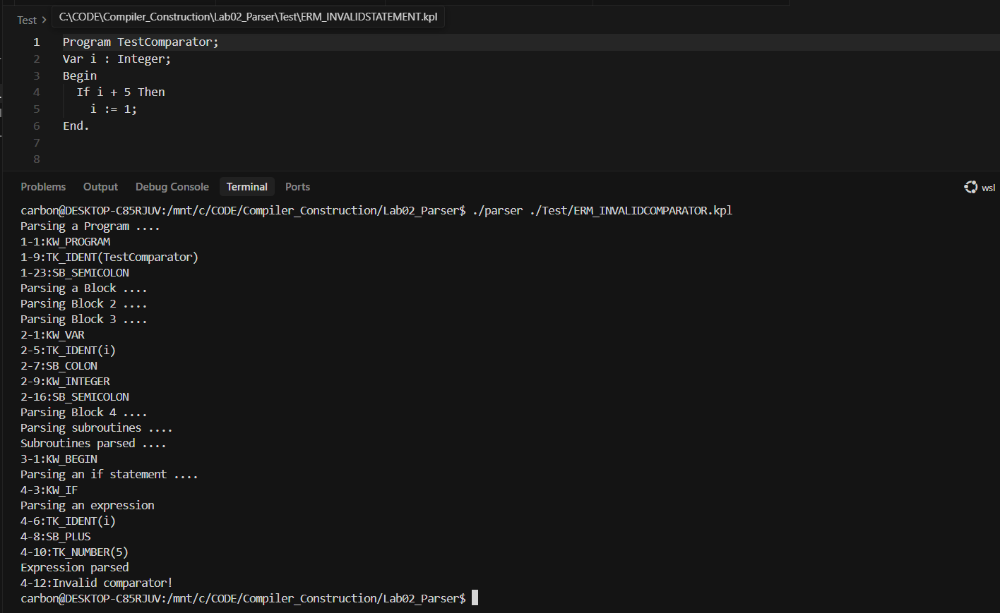 Test >
C:\CODE\Compiler_Construction\Lab02_Parser\Test\ERM_INVALIDSTATEMENT.kpl
1 Program TestComparator;
2 Var i : Integer;
3 Begin
4 If i + 5 Then
5 i := 1;
6 End.
7
8
Problems Output Debug Console Terminal Ports wsl
carbon@DESKTOP-C85RJUV:/mnt/c/CODE/Compiler_Construction/Lab02_Parser$ ./parser ./Test/ERM_INVALIDCOMPARATOR.kpl
Parsing a Program ....
1-1:KW_PROGRAM
1-9:TK_IDENT(TestComparator)
1-23:SB_SEMICOLON
Parsing a Block ....
Parsing Block 2 ....
Parsing Block 3 ....
2-1:KW_VAR
2-5:TK_IDENT(i)
2-7:SB_COLON
2-9:KW_INTEGER
2-16:SB_SEMICOLON
Parsing Block 4 ....
Parsing subroutines ....
Subroutines parsed ....
3-1:KW_BEGIN
Parsing an if statement ....
4-3:KW_IF
Parsing an expression
4-6:TK_IDENT(i)
4-8:SB_PLUS
4-10:TK_NUMBER(5)
Expression parsed
4-12:Invalid comparator!
carbon@DESKTOP-C85RJUV:/mnt/c/CODE/Compiler_Construction/Lab02_Parser$